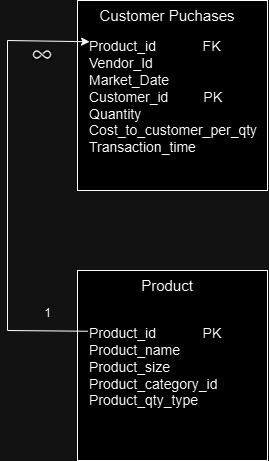 Customer Puchases
Product_id FK
∞
Vendor_Id
Market_Date
Customer_id PK
Quantity
Cost_to_customer_per_qty
Transaction_time
Product
1
Product_id PK
Product_name
Product_size
Product_category_id
Product_qty_type